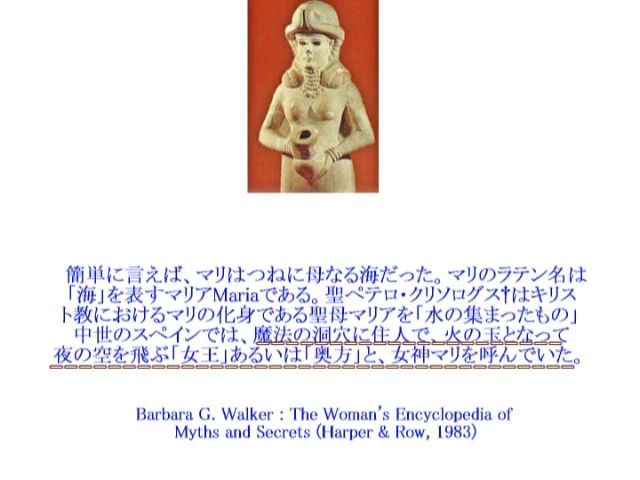 簡単に言えば、マリはつねに母なる海だった。マリのラテン名は
「海」を表すマリアMariaである。聖ペテロ・クリソログス✝はキリス
ト教におけるマリの化身である聖母マリアを「水の集まったもの」
中世のスペインでは、魔法の洞穴に住人で、火の玉となって
夜の空を飛ぶ「女王」あるいは「奥方」と、女神マリを呼んでいた。
Barbara G. Walker : The Woman's Encyclopedia of
Myths and Secrets (Harper & Row, 1983)